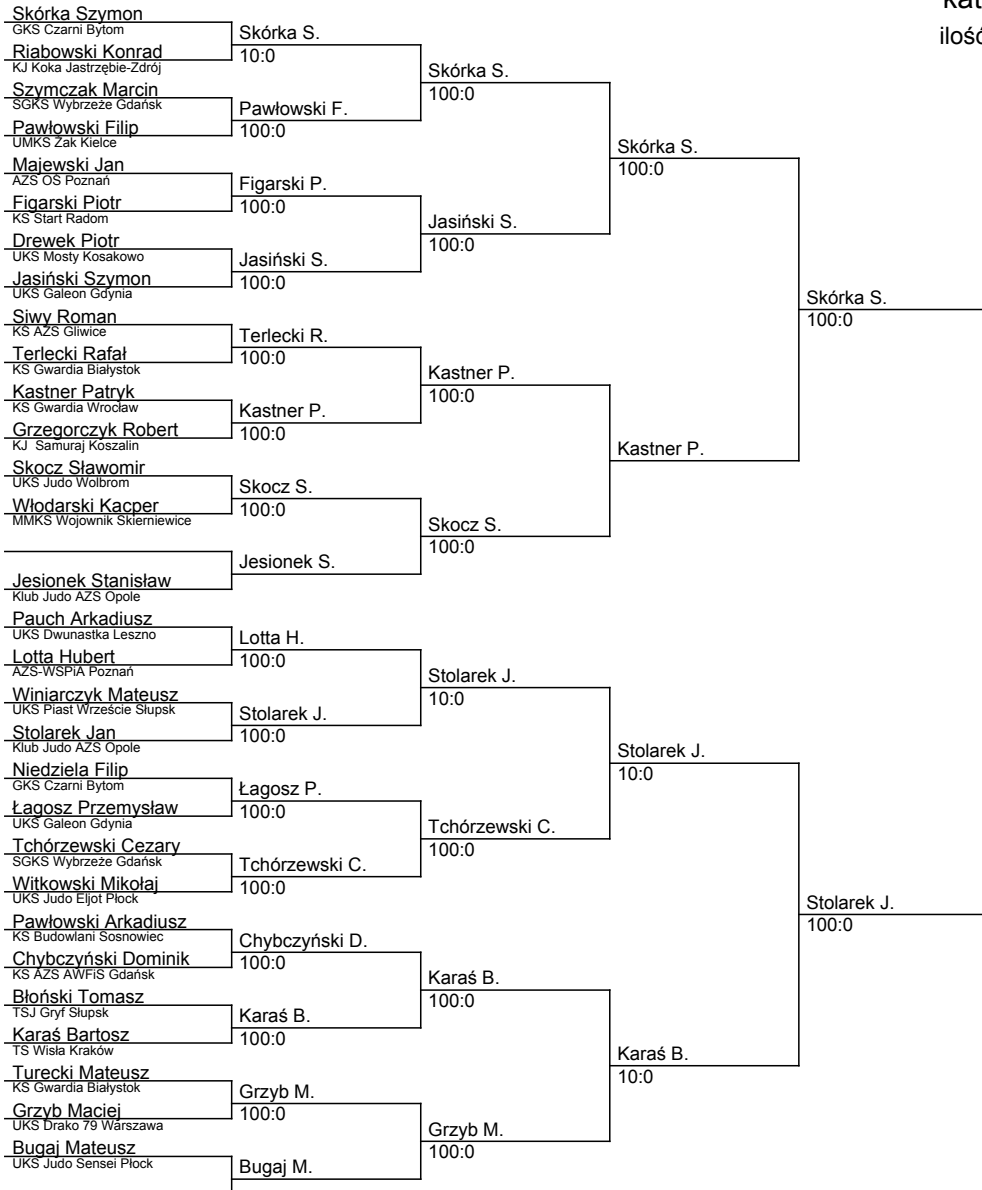 Skórka Szymon
GKS Czarni Bytom
Riabowski Konrad
KJ Koka Jastrzębie-Zdrój
Szymczak Marcin
SGKS Wybrzeże Gdańsk
Pawłowski Filip
UMKS Żak Kielce
Majewski Jan
AZS OŚ Poznań
Figarski Piotr
KS Start Radom
Drewek Piotr
UKS Mosty Kosakowo
Jasiński Szymon
UKS Galeon Gdynia
Siwy Roman
KS AZS Gliwice
Terlecki Rafał
KS Gwardia Białystok
Kastner Patryk
KS Gwardia Wrocław
Grzegorczyk Robert
KJ Samuraj Koszalin
Skocz Sławomir
UKS Judo Wolbrom
Włodarski Kacper
MMKS Wojownik Skierniewice
Jesionek Stanisław
Klub Judo AZS Opole
Pauch Arkadiusz
UKS Dwunastka Leszno
Lotta Hubert
AZS-WSPiA Poznań
Winiarczyk Mateusz
UKS Piast Wrzeście Słupsk
Stolarek Jan
Klub Judo AZS Opole
Niedziela Filip
GKS Czarni Bytom
Łagosz Przemysław
UKS Galeon Gdynia
Tchórzewski Cezary
SGKS Wybrzeże Gdańsk
Witkowski Mikołaj
UKS Judo Eljot Płock
Pawłowski Arkadiusz
KS Budowlani Sosnowiec
Chybczyński Dominik
KS AZS AWFiS Gdańsk
Błoński Tomasz
TSJ Gryf Słupsk
Karaś Bartosz
TS Wisła Kraków
Turecki Mateusz
KS Gwardia Białystok
Grzyb Maciej
UKS Drako 79 Warszawa
Bugaj Mateusz
UKS Judo Sensei Płock
Skórka S.
10:0
Pawłowski F.
100:0
Figarski P.
100:0
Jasiński S.
100:0
Terlecki R.
100:0
Kastner P.
100:0
Skocz S.
100:0
Jesionek S.
Lotta H.
100:0
Stolarek J.
100:0
Łagosz P.
100:0
Tchórzewski C.
100:0
Chybczyński D.
100:0
Karaś B.
100:0
Grzyb M.
100:0
Bugaj M.
Skórka S.
100:0
Jasiński S.
100:0
Kastner P.
100:0
Skocz S.
100:0
Stolarek J.
10:0
Tchórzewski C.
100:0
Karaś B.
100:0
Grzyb M.
100:0
Skórka S.
100:0
Kastner P.
Stolarek J.
10:0
Karaś B.
10:0
Skórka S.
100:0
Stolarek J.
100:0